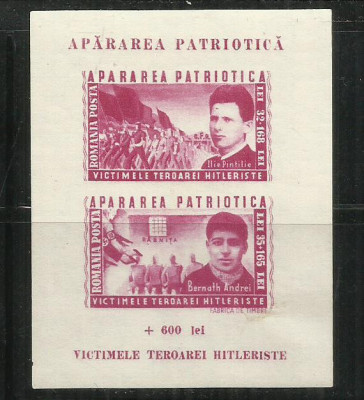 APĂRAREA PATRIOTICĂ
APARAREA PATRIOTICA
ROMANIA POSTA
LEI 32+168 LEI
Ilie Pintilie
VICTIMELE TEROAREI HITLERISTE
APARAREA PATRIOTICA
ROMANIA POSTA
LEI 35+165 LEI
RÂBNIȚA
Bernath Andrei
VICTIMELE TEROAREI HITLERISTE
FABRICA DE TIMBRE
+ 600 lei
VICTIMELE TEROAREI HITLERISTE